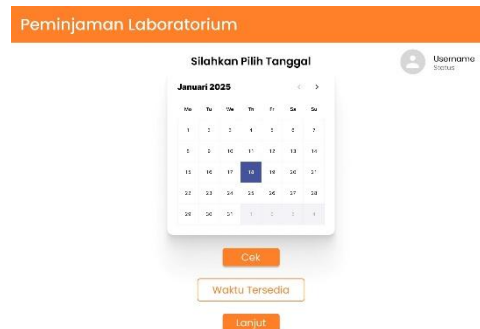 Peminjaman Laboratorium
Silahkan Pilih Tanggal
Username
Status
Januari 2025
Mo Tu We Th Fr Sa Su
1 2 3 4 5 6 7
8 9 10 11 12 13 14
15 16 17 18 19 20 21
22 23 24 25 26 27 28
29 30 31 1 2 3 4
Cek
Waktu Tersedia
Lanjut